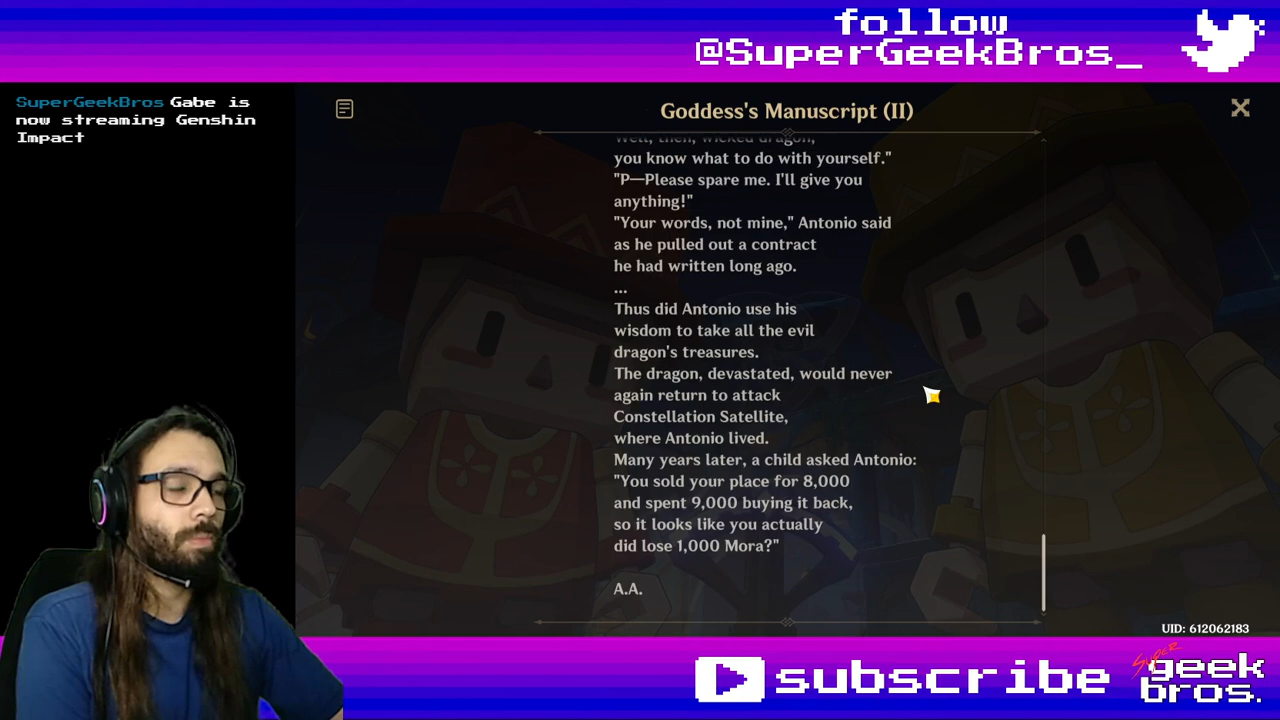 follow
@SuperGeekBros_
SuperGeekBros Gabe is
now streaming Genshin
Impact
Goddess's Manuscript (II)
Well, then, wicked dragon,
you know what to do with yourself."
"P—Please spare me. I'll give you
anything!"
"Your words, not mine," Antonio said
as he pulled out a contract
he had written long ago.
...
Thus did Antonio use his
wisdom to take all the evil
dragon's treasures.
The dragon, devastated, would never
again return to attack
Constellation Satellite,
where Antonio lived.
Many years later, a child asked Antonio:
"You sold your place for 8,000
and spent 9,000 buying it back,
so it looks like you actually
did lose 1,000 Mora?"
A.A.
UID: 612062183
subscribe
SUPER
geek
bros.